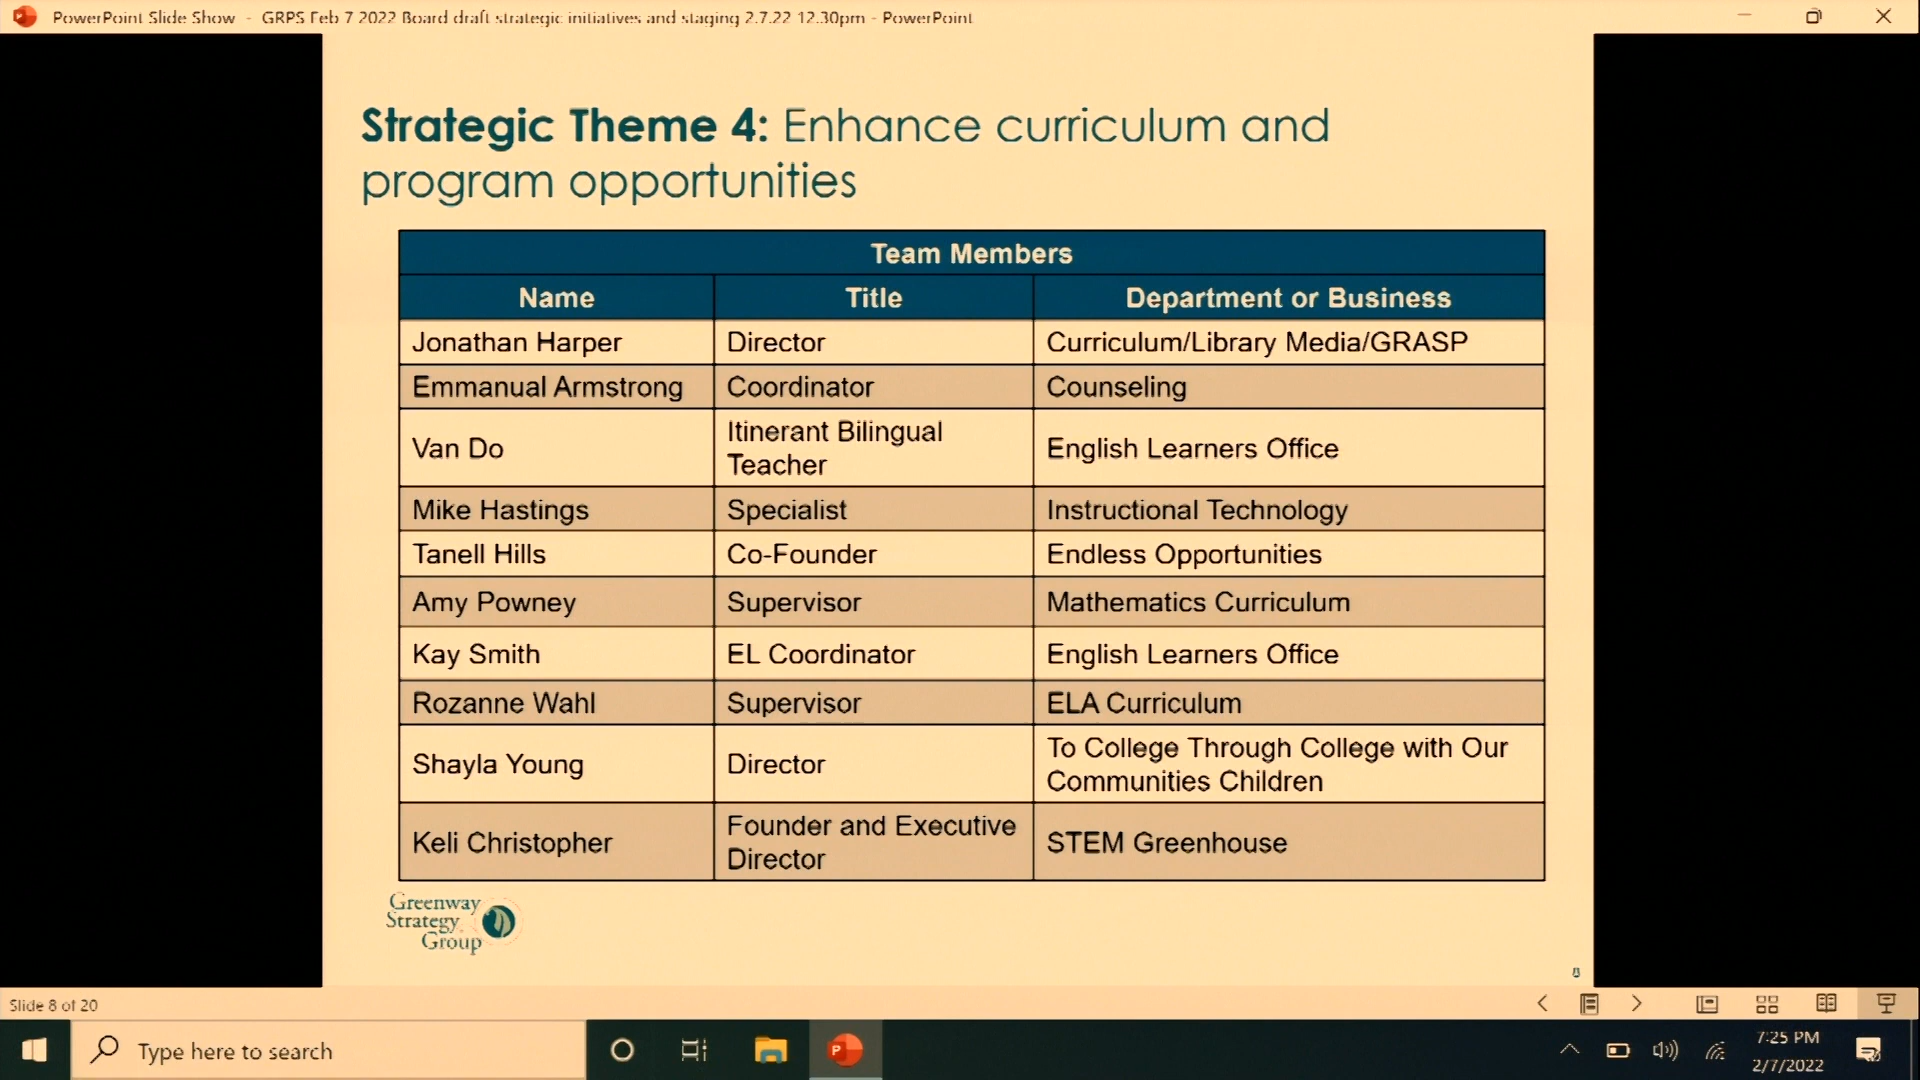 PowerPoint Slide Show - GRPS Feb 7 2022 Board draft strategic initiatives and staging 2.7.22 12.30pm - PowerPoint
Strategic Theme 4: Enhance curriculum and
program opportunities
Team Members
Name Title Department or Business
Jonathan Harper Director Curriculum/Library Media/GRASP
Emmanual Armstrong Coordinator Counseling
Van Do Itinerant Bilingual Teacher English Learners Office
Mike Hastings Specialist Instructional Technology
Tanell Hills Co-Founder Endless Opportunities
Amy Powney Supervisor Mathematics Curriculum
Kay Smith EL Coordinator English Learners Office
Rozanne Wahl Supervisor ELA Curriculum
Shayla Young Director To College Through College with Our Communities Children
Keli Christopher Founder and Executive Director STEM Greenhouse
Greenway
Strategy
Group
8
Slide 8 of 20
Type here to search
7:25 PM
2/7/2022